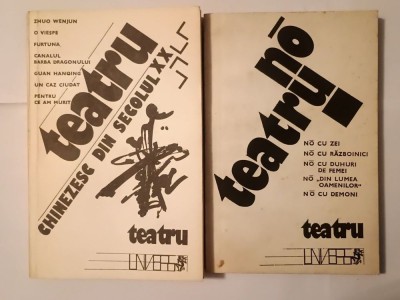 ZHUO WENJUN
O VIESPE
FURTUNA
CANALUL
BARBA DRAGONULUI
GUAN HANQING
UN CAZ CIUDAT
PENTRU
CE AM MURIT
teatru
CHINEZESC DIN SECOLUL XX
teatru
UNIVERS
teatru nō
NŌ CU ZEI
NŌ CU RĂZBOINICI
NŌ CU DUHURI
DE FEMEI
NŌ „DIN LUMEA
OAMENILOR"
NŌ CU DEMONI
teatru
UNIVERS